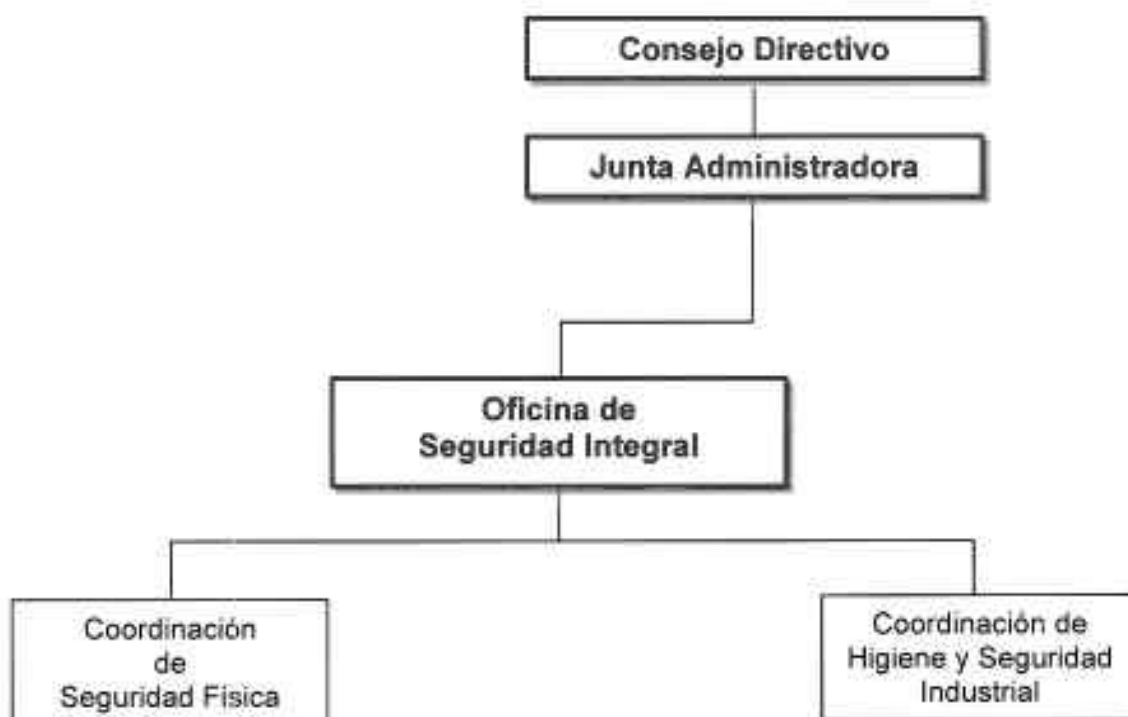 Consejo Directivo
Junta Administradora
Oficina de
Seguridad Integral
Coordinación
de
Seguridad Física
Coordinación de
Higiene y Seguridad
Industrial